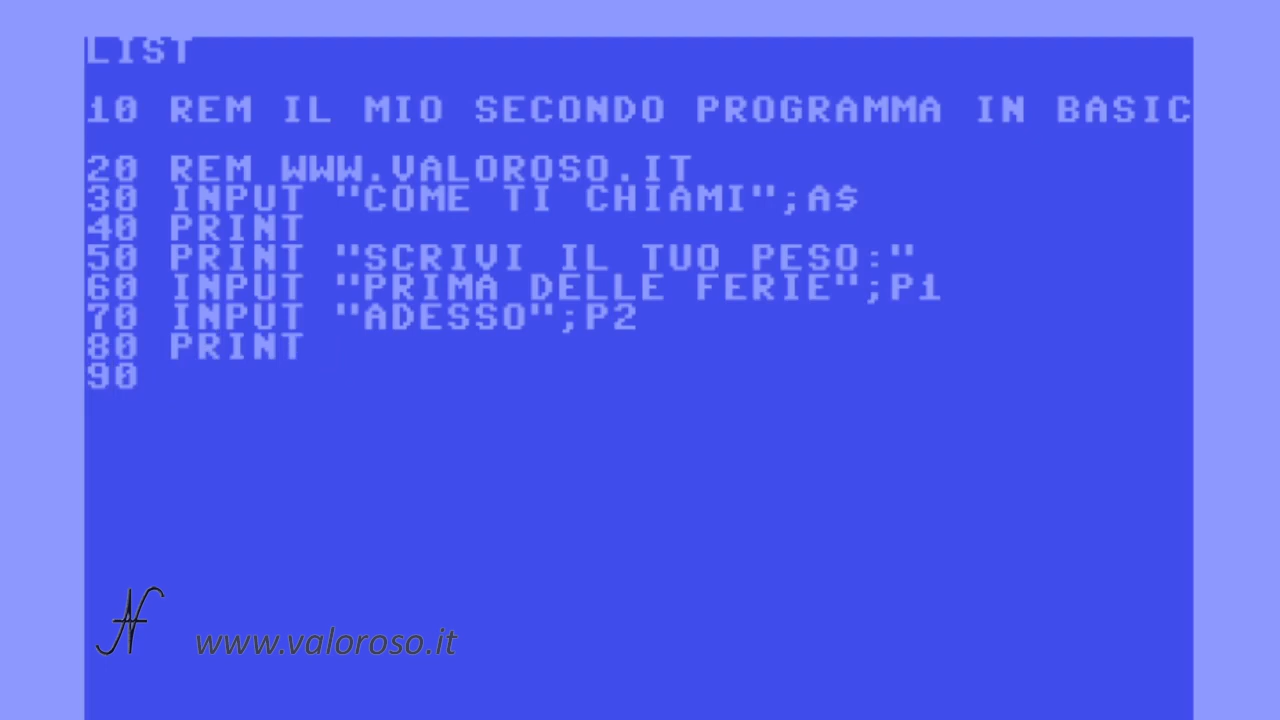 LIST
10 REM IL MIO SECONDO PROGRAMMA IN BASIC
20 REM WWW.VALOROSO.IT
30 INPUT "COME TI CHIAMI";A$
40 PRINT
50 PRINT "SCRIVI IL TUO PESO:"
60 INPUT "PRIMA DELLE FERIE";P1
70 INPUT "ADESSO";P2
80 PRINT
90
www.valoroso.it